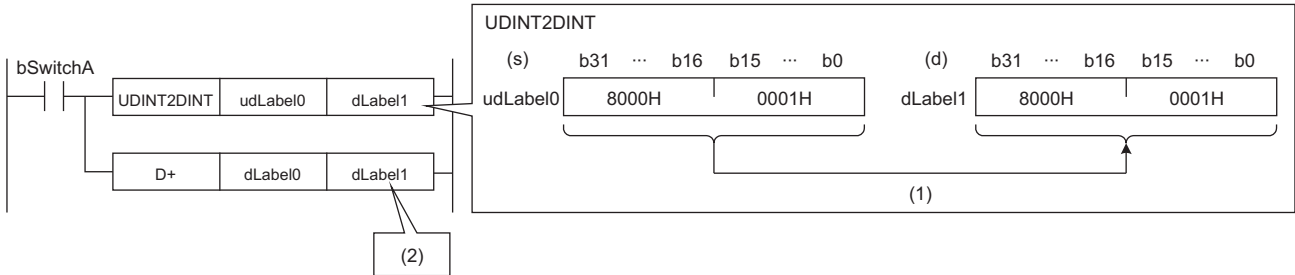 UDINT2DINT
bSwitchA
(s) b31 ··· b16 b15 ··· b0 (d) b31 ··· b16 b15 ··· b0
UDINT2DINT udLabel0 dLabel1
udLabel0 8000H 0001H dLabel1 8000H 0001H
D+ dLabel0 dLabel1
(1)
(2)